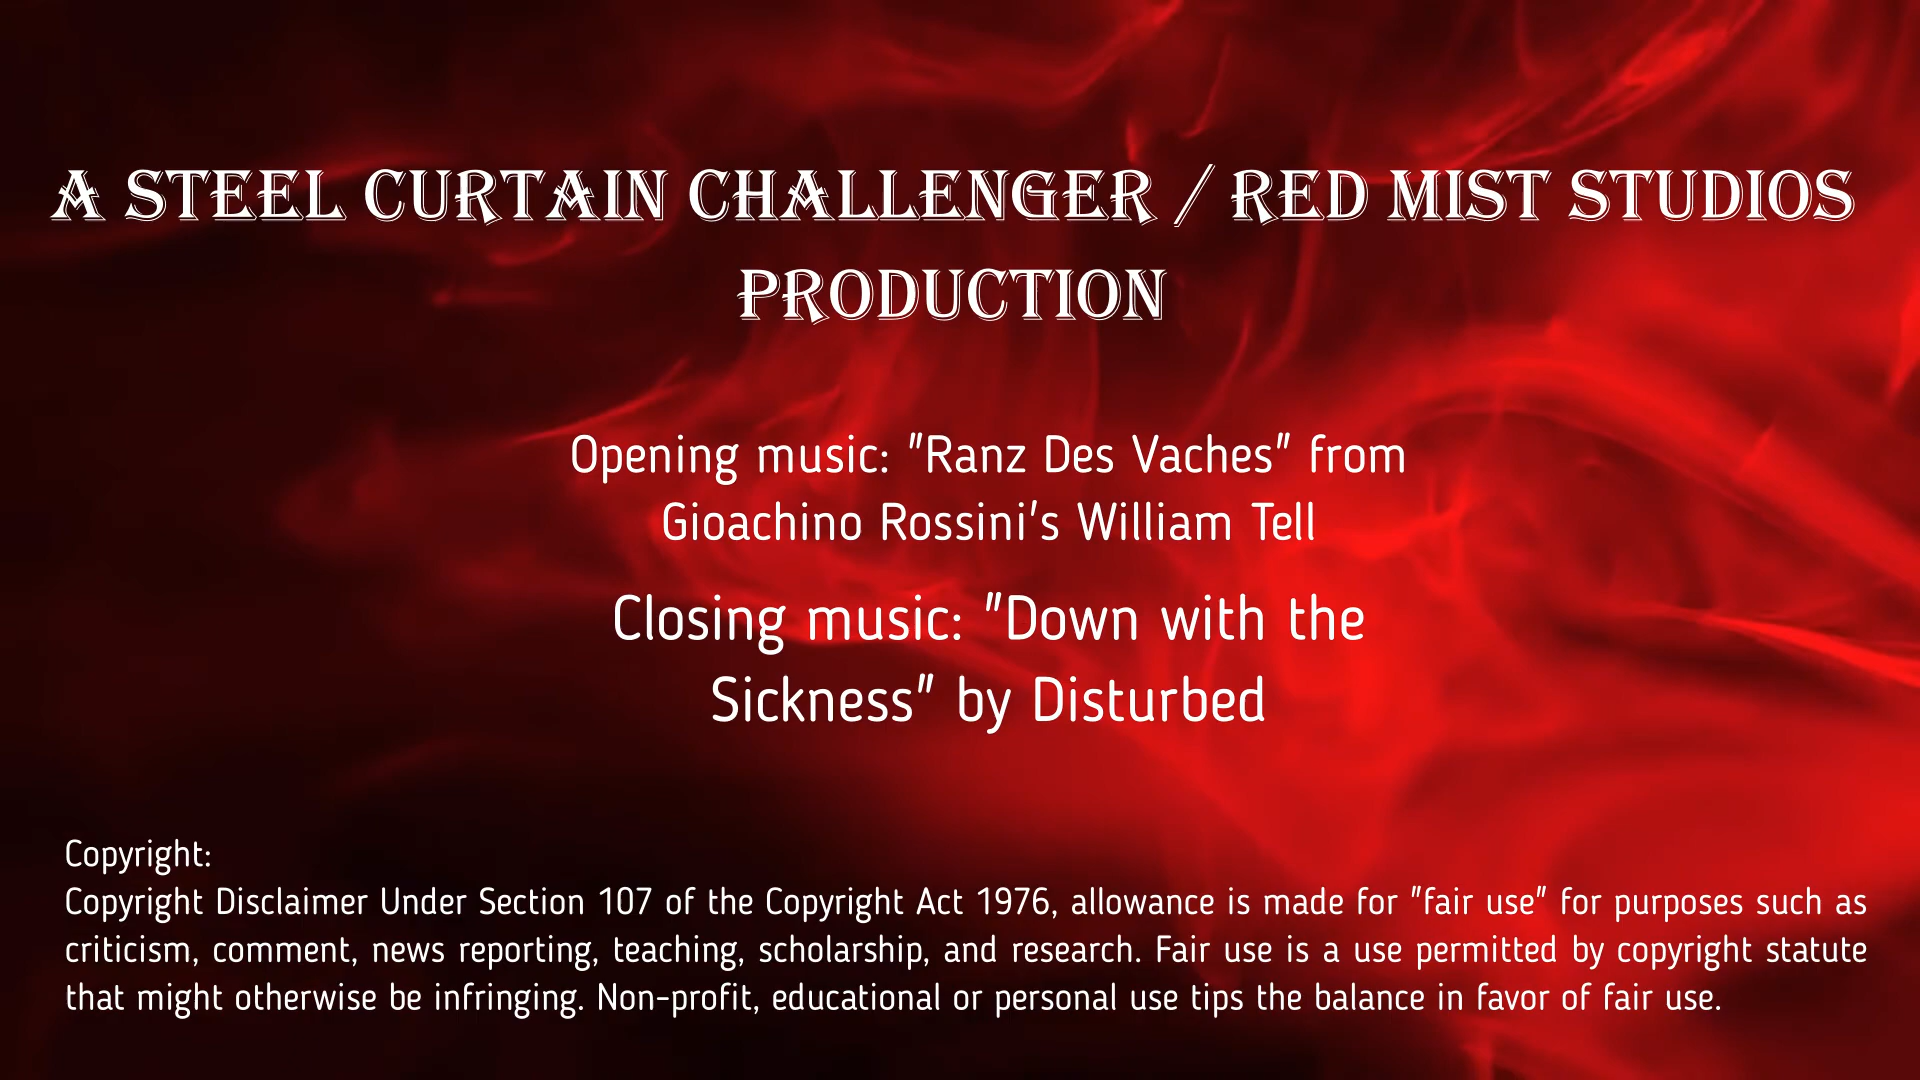 A STEEL CURTAIN CHALLENGER / RED MIST STUDIOS
PRODUCTION
Opening music: "Ranz Des Vaches" from
Gioachino Rossini's William Tell
Closing music: "Down with the
Sickness" by Disturbed
Copyright:
Copyright Disclaimer Under Section 107 of the Copyright Act 1976, allowance is made for "fair use" for purposes such as
criticism, comment, news reporting, teaching, scholarship, and research. Fair use is a use permitted by copyright statute
that might otherwise be infringing. Non-profit, educational or personal use tips the balance in favor of fair use.